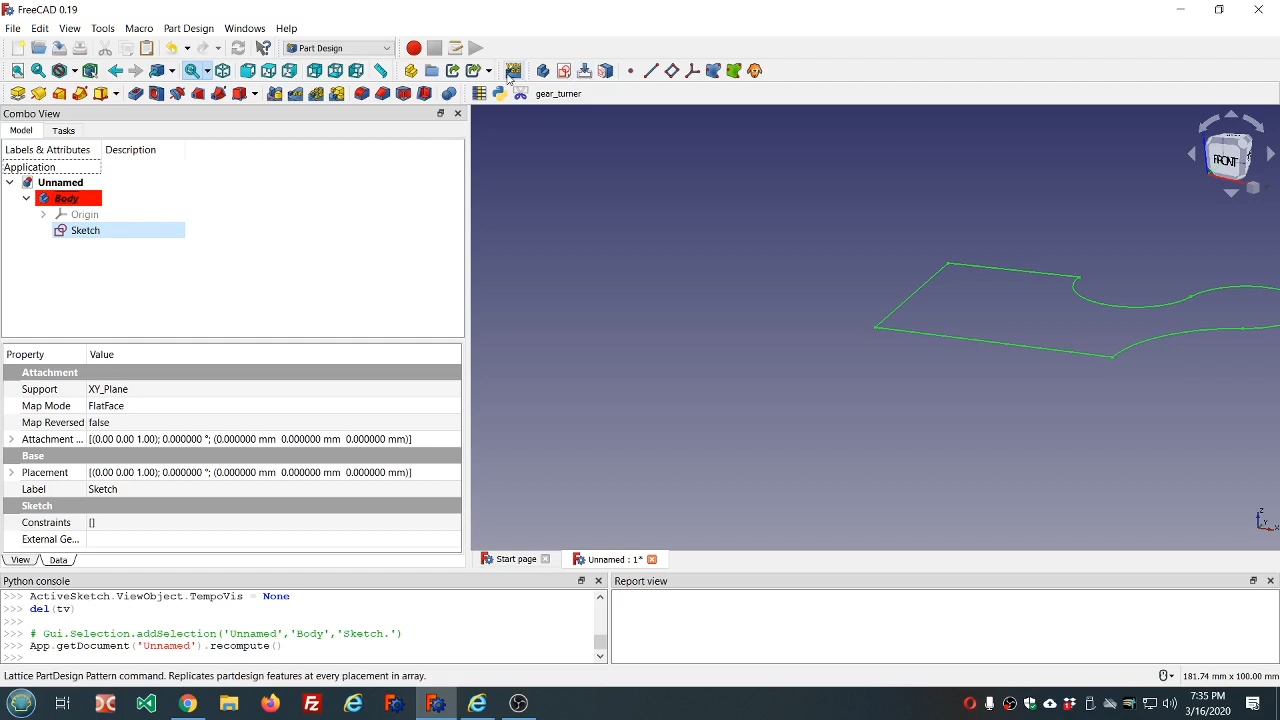 FreeCAD 0.19
File Edit View Tools Macro Part Design Windows Help
Part Design
gear_turner
Combo View
Model Tasks
Labels & Attributes Description
Application
Unnamed
Body
Origin
Sketch
FRONT
Property Value
Attachment
Support XY_Plane
Map Mode FlatFace
Map Reversed false
Attachment ... [(0.00 0.00 1.00); 0.000000 °; (0.000000 mm 0.000000 mm 0.000000 mm)]
Base
Placement [(0.00 0.00 1.00); 0.000000 °; (0.000000 mm 0.000000 mm 0.000000 mm)]
Label Sketch
Sketch
Constraints []
External Ge...
View Data
Start page Unnamed : 1*
Python console
>>> ActiveSketch.ViewObject.TempoVis = None
>>> del(tv)
>>>
>>> # Gui.Selection.addSelection('Unnamed','Body','Sketch.')
>>> App.getDocument('Unnamed').recompute()
>>>
Report view
Lattice PartDesign Pattern command. Replicates partdesign features at every placement in array.
181.74 mm x 100.00 mm
7:35 PM
3/16/2020